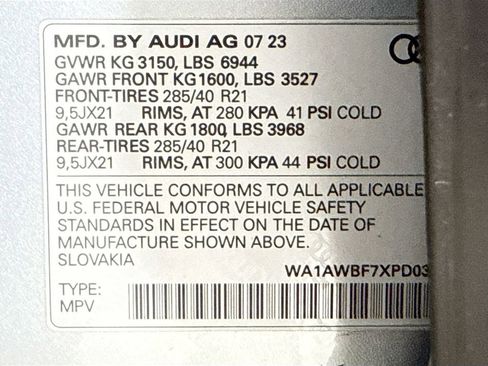 MFD. BY AUDI AG 07 23
GVWR KG 3150, LBS 6944
GAWR FRONT KG1600, LBS 3527
FRONT-TIRES 285/40 R21
9,5JX21 RIMS, AT 280 KPA 41 PSI COLD
GAWR REAR KG 1800, LBS 3968
REAR-TIRES 285/40 R21
9,5JX21 RIMS, AT 300 KPA 44 PSI COLD
THIS VEHICLE CONFORMS TO ALL APPLICABLE
U.S. FEDERAL MOTOR VEHICLE SAFETY
STANDARDS IN EFFECT ON THE DATE OF
MANUFACTURE SHOWN ABOVE.
SLOVAKIA
WA1AWBF7XPD03
TYPE:
MPV